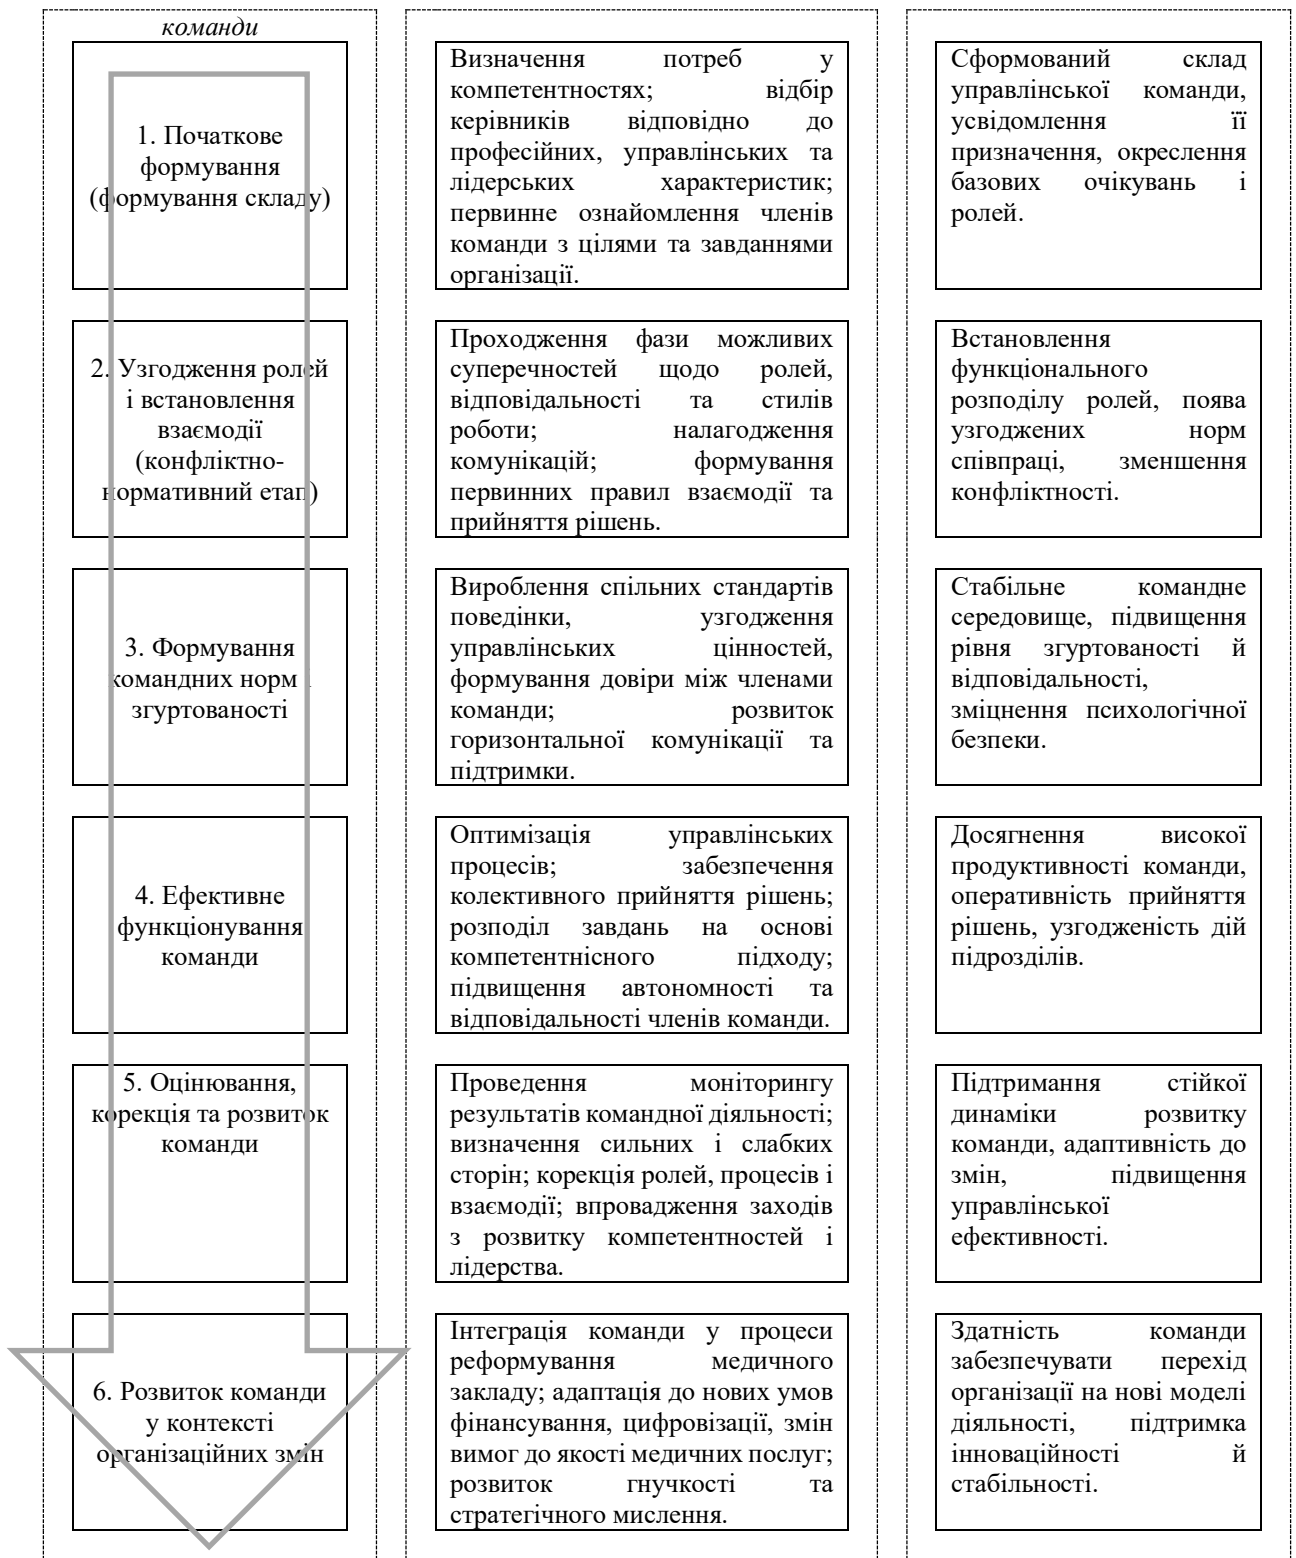 команди
1. Початкове
формування
(формування складу)
Визначення потреб у
компетентностях; відбір
керівників відповідно до
професійних, управлінських та
лідерських характеристик;
первинне ознайомлення членів
команди з цілями та завданнями
організації.
Сформований склад
управлінської команди,
усвідомлення її
призначення, окреслення
базових очікувань і
ролей.
2. Узгодження ролей
і встановлення
взаємодії
(конфліктно-
нормативний етап)
Проходження фази можливих
суперечностей щодо ролей,
відповідальності та стилів
роботи; налагодження
комунікацій; формування
первинних правил взаємодії та
прийняття рішень.
Встановлення
функціонального
розподілу ролей, поява
узгоджених норм
співпраці, зменшення
конфліктності.
3. Формування
командних норм і
згуртованості
Вироблення спільних стандартів
поведінки, узгодження
управлінських цінностей,
формування довіри між членами
команди; розвиток
горизонтальної комунікації та
підтримки.
Стабільне командне
середовище, підвищення
рівня згуртованості й
відповідальності,
зміцнення психологічної
безпеки.
4. Ефективне
функціонування
команди
Оптимізація управлінських
процесів; забезпечення
колективного прийняття рішень;
розподіл завдань на основі
компетентнісного підходу;
підвищення автономності та
відповідальності членів команди.
Досягнення високої
продуктивності команди,
оперативність прийняття
рішень, узгодженість дій
підрозділів.
5. Оцінювання,
корекція та розвиток
команди
Проведення моніторингу
результатів командної діяльності;
визначення сильних і слабких
сторін; корекція ролей, процесів і
взаємодії; впровадження заходів
з розвитку компетентностей і
лідерства.
Підтримання стійкої
динаміки розвитку
команди, адаптивність до
змін, підвищення
управлінської
ефективності.
6. Розвиток команди
у контексті
організаційних змін
Інтеграція команди у процеси
реформування медичного
закладу; адаптація до нових умов
фінансування, цифровізації, змін
вимог до якості медичних послуг;
розвиток гнучкості та
стратегічного мислення.
Здатність команди
забезпечувати перехід
організації на нові моделі
діяльності, підтримка
інноваційності й
стабільності.